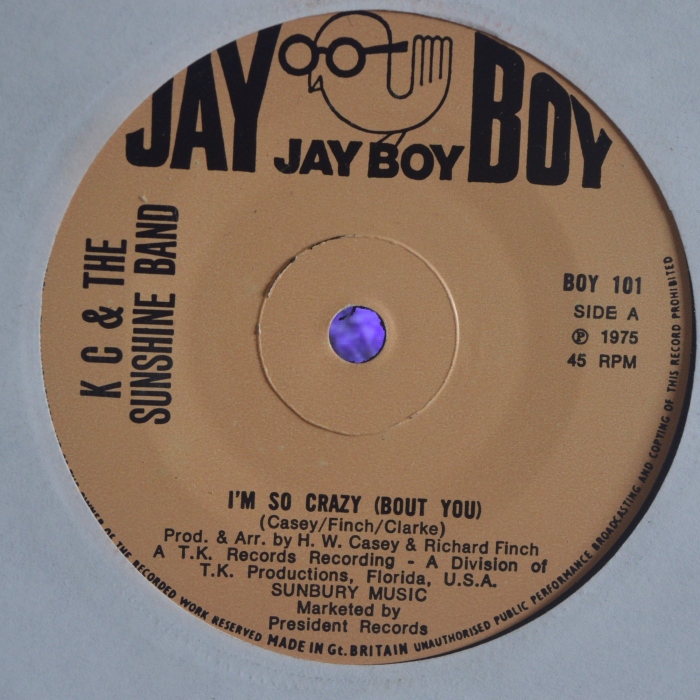 JAY BOY
JAY BOY
K C & THE
SUNSHINE BAND
BOY 101
SIDE A
Ⓟ 1975
45 RPM
I'M SO CRAZY (BOUT YOU)
(Casey/Finch/Clarke)
Prod. & Arr. by H. W. Casey & Richard Finch
A T.K. Records Recording - A Division of
T.K. Productions, Florida, U.S.A.
SUNBURY MUSIC
Marketed by
President Records
OF THE RECORDED WORK RESERVED MADE IN Gt. BRITAIN UNAUTHORISED PUBLIC PERFORMANCE BROADCASTING AND COPYING OF THIS RECORD PROHIBITED